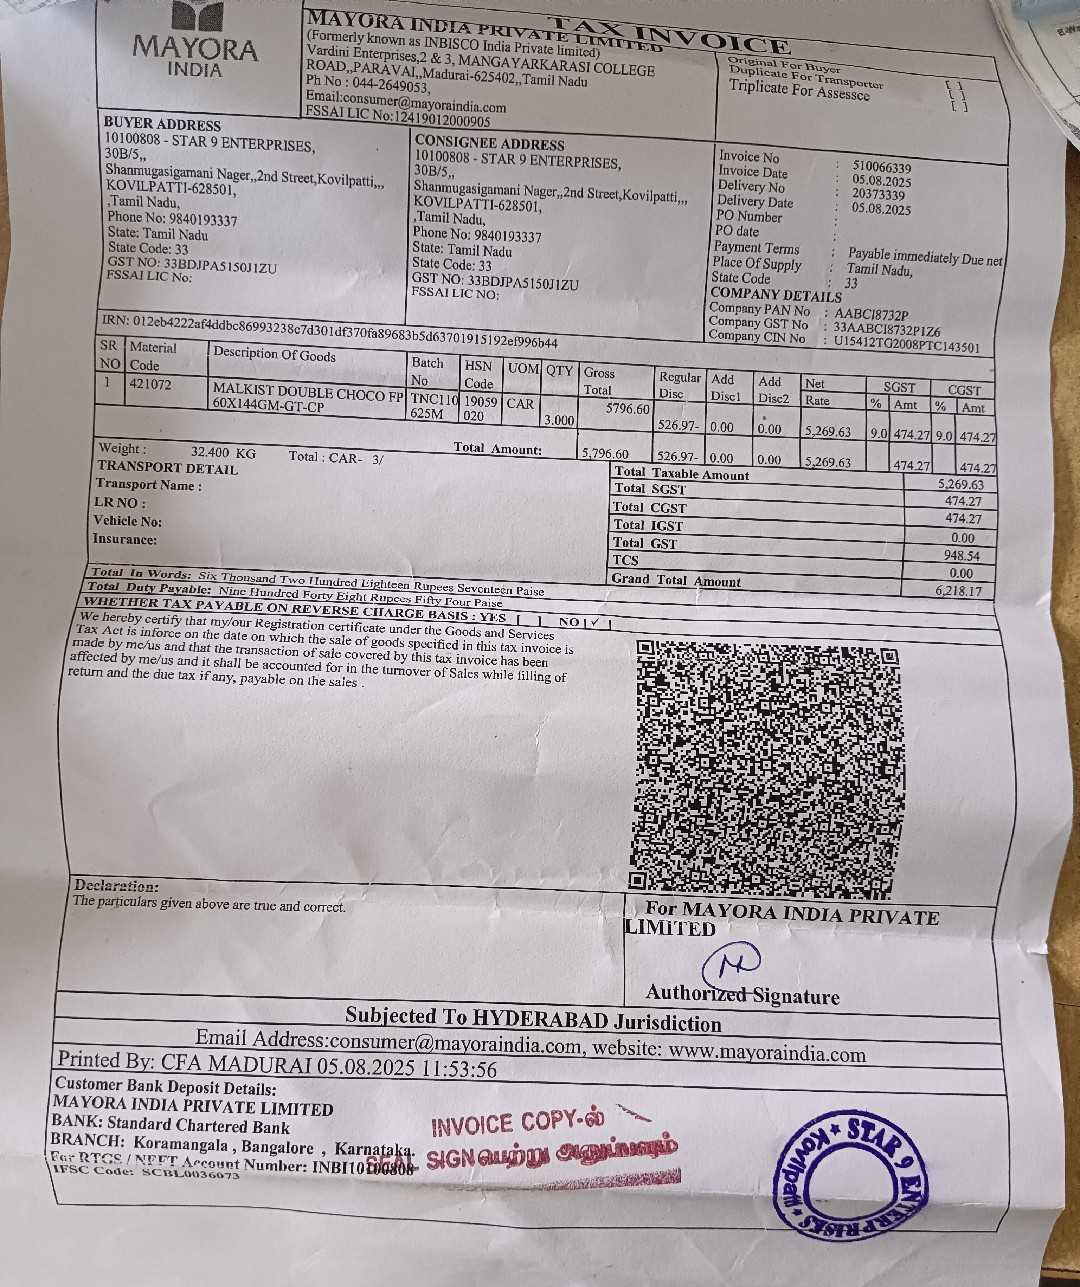 MAYORA
INDIA
TAX INVOICE
MAYORA INDIA PRIVATE LIMITED
(Formerly known as INBISCO India Private limited)
Vardini Enterprises,2 & 3, MANGAYARKARASI COLLEGE
ROAD,,PARAVAI,,Madurai-625402,,Tamil Nadu
Ph No : 044-2649053,
Email:consumer@mayoraindia.com
FSSAI LIC No:12419012000905
Original For Buyer [ ]
Duplicate For Transporter [ ]
Triplicate For Assessce [ ]
BUYER ADDRESS
10100808 - STAR 9 ENTERPRISES,
30B/5,,
Shanmugasigamani Nager,,2nd Street,Kovilpatti,,,
KOVILPATTI-628501,
,Tamil Nadu,
Phone No: 9840193337
State: Tamil Nadu
State Code: 33
GST NO: 33BDJPA5150J1ZU
FSSAI LIC No:
CONSIGNEE ADDRESS
10100808 - STAR 9 ENTERPRISES,
30B/5,,
Shanmugasigamani Nager,,2nd Street,Kovilpatti,,,
KOVILPATTI-628501,
,Tamil Nadu,
Phone No: 9840193337
State: Tamil Nadu
State Code: 33
GST NO: 33BDJPA5150J1ZU
FSSAI LIC NO:
Invoice No : 510066339
Invoice Date : 05.08.2025
Delivery No : 20373339
Delivery Date : 05.08.2025
PO Number :
PO date :
Payment Terms : Payable immediately Due net
Place Of Supply : Tamil Nadu,
State Code : 33
COMPANY DETAILS
Company PAN No : AABCI8732P
Company GST No : 33AABCI8732P1Z6
Company CIN No : U15412TG2008PTC143501
IRN: 012eb4222af4ddbc86993238c7d301df370fa89683b5d63701915192ef996b44
SR NO Material Code Description Of Goods Batch No HSN Code UOM QTY Gross Total Regular Disc Add Disc1 Add Disc2 Net Rate SGST % Amt CGST % Amt
1 421072 MALKIST DOUBLE CHOCO FP TNC110 19059 CAR 3.000 5796.60 526.97- 0.00 0.00 5,269.63 9.0 474.27 9.0 474.27
60X144GM-GT-CP 625M 020
Weight : 32.400 KG Total : CAR- 3/ Total Amount: 5,796.60 526.97- 0.00 0.00 5,269.63 474.27 474.27
TRANSPORT DETAIL
Transport Name :
LR NO :
Vehicle No:
Insurance:
Total Taxable Amount 5,269.63
Total SGST 474.27
Total CGST 474.27
Total IGST 0.00
Total GST 948.54
TCS 0.00
Grand Total Amount 6,218.17
Total In Words: Six Thousand Two Hundred Eighteen Rupees Seventeen Paise
Total Duty Payable: Nine Hundred Forty Eight Rupees Fifty Four Paise
WHETHER TAX PAYABLE ON REVERSE CHARGE BASIS : YES [ ] NO [✓]
We hereby certify that my/our Registration certificate under the Goods and Services
Tax Act is inforce on the date on which the sale of goods specified in this tax invoice is
made by me/us and that the transaction of sale covered by this tax invoice has been
affected by me/us and it shall be accounted for in the turnover of Sales while filling of
return and the due tax if any, payable on the sales .
Declaration:
The particulars given above are true and correct.
For MAYORA INDIA PRIVATE
LIMITED
Authorized Signature
Subjected To HYDERABAD Jurisdiction
Email Address:consumer@mayoraindia.com, website: www.mayoraindia.com
Printed By: CFA MADURAI 05.08.2025 11:53:56
Customer Bank Deposit Details:
MAYORA INDIA PRIVATE LIMITED
BANK: Standard Chartered Bank
BRANCH: Koramangala , Bangalore , Karnataka.
For RTGS / NEFT Account Number: INBI10100808
IFSC Code: SCBL0036073
INVOICE COPY-ல்
SEAL SIGN பெற்று அனுப்பவும்
STAR 9 ENTERPRISES
Kovilpatti